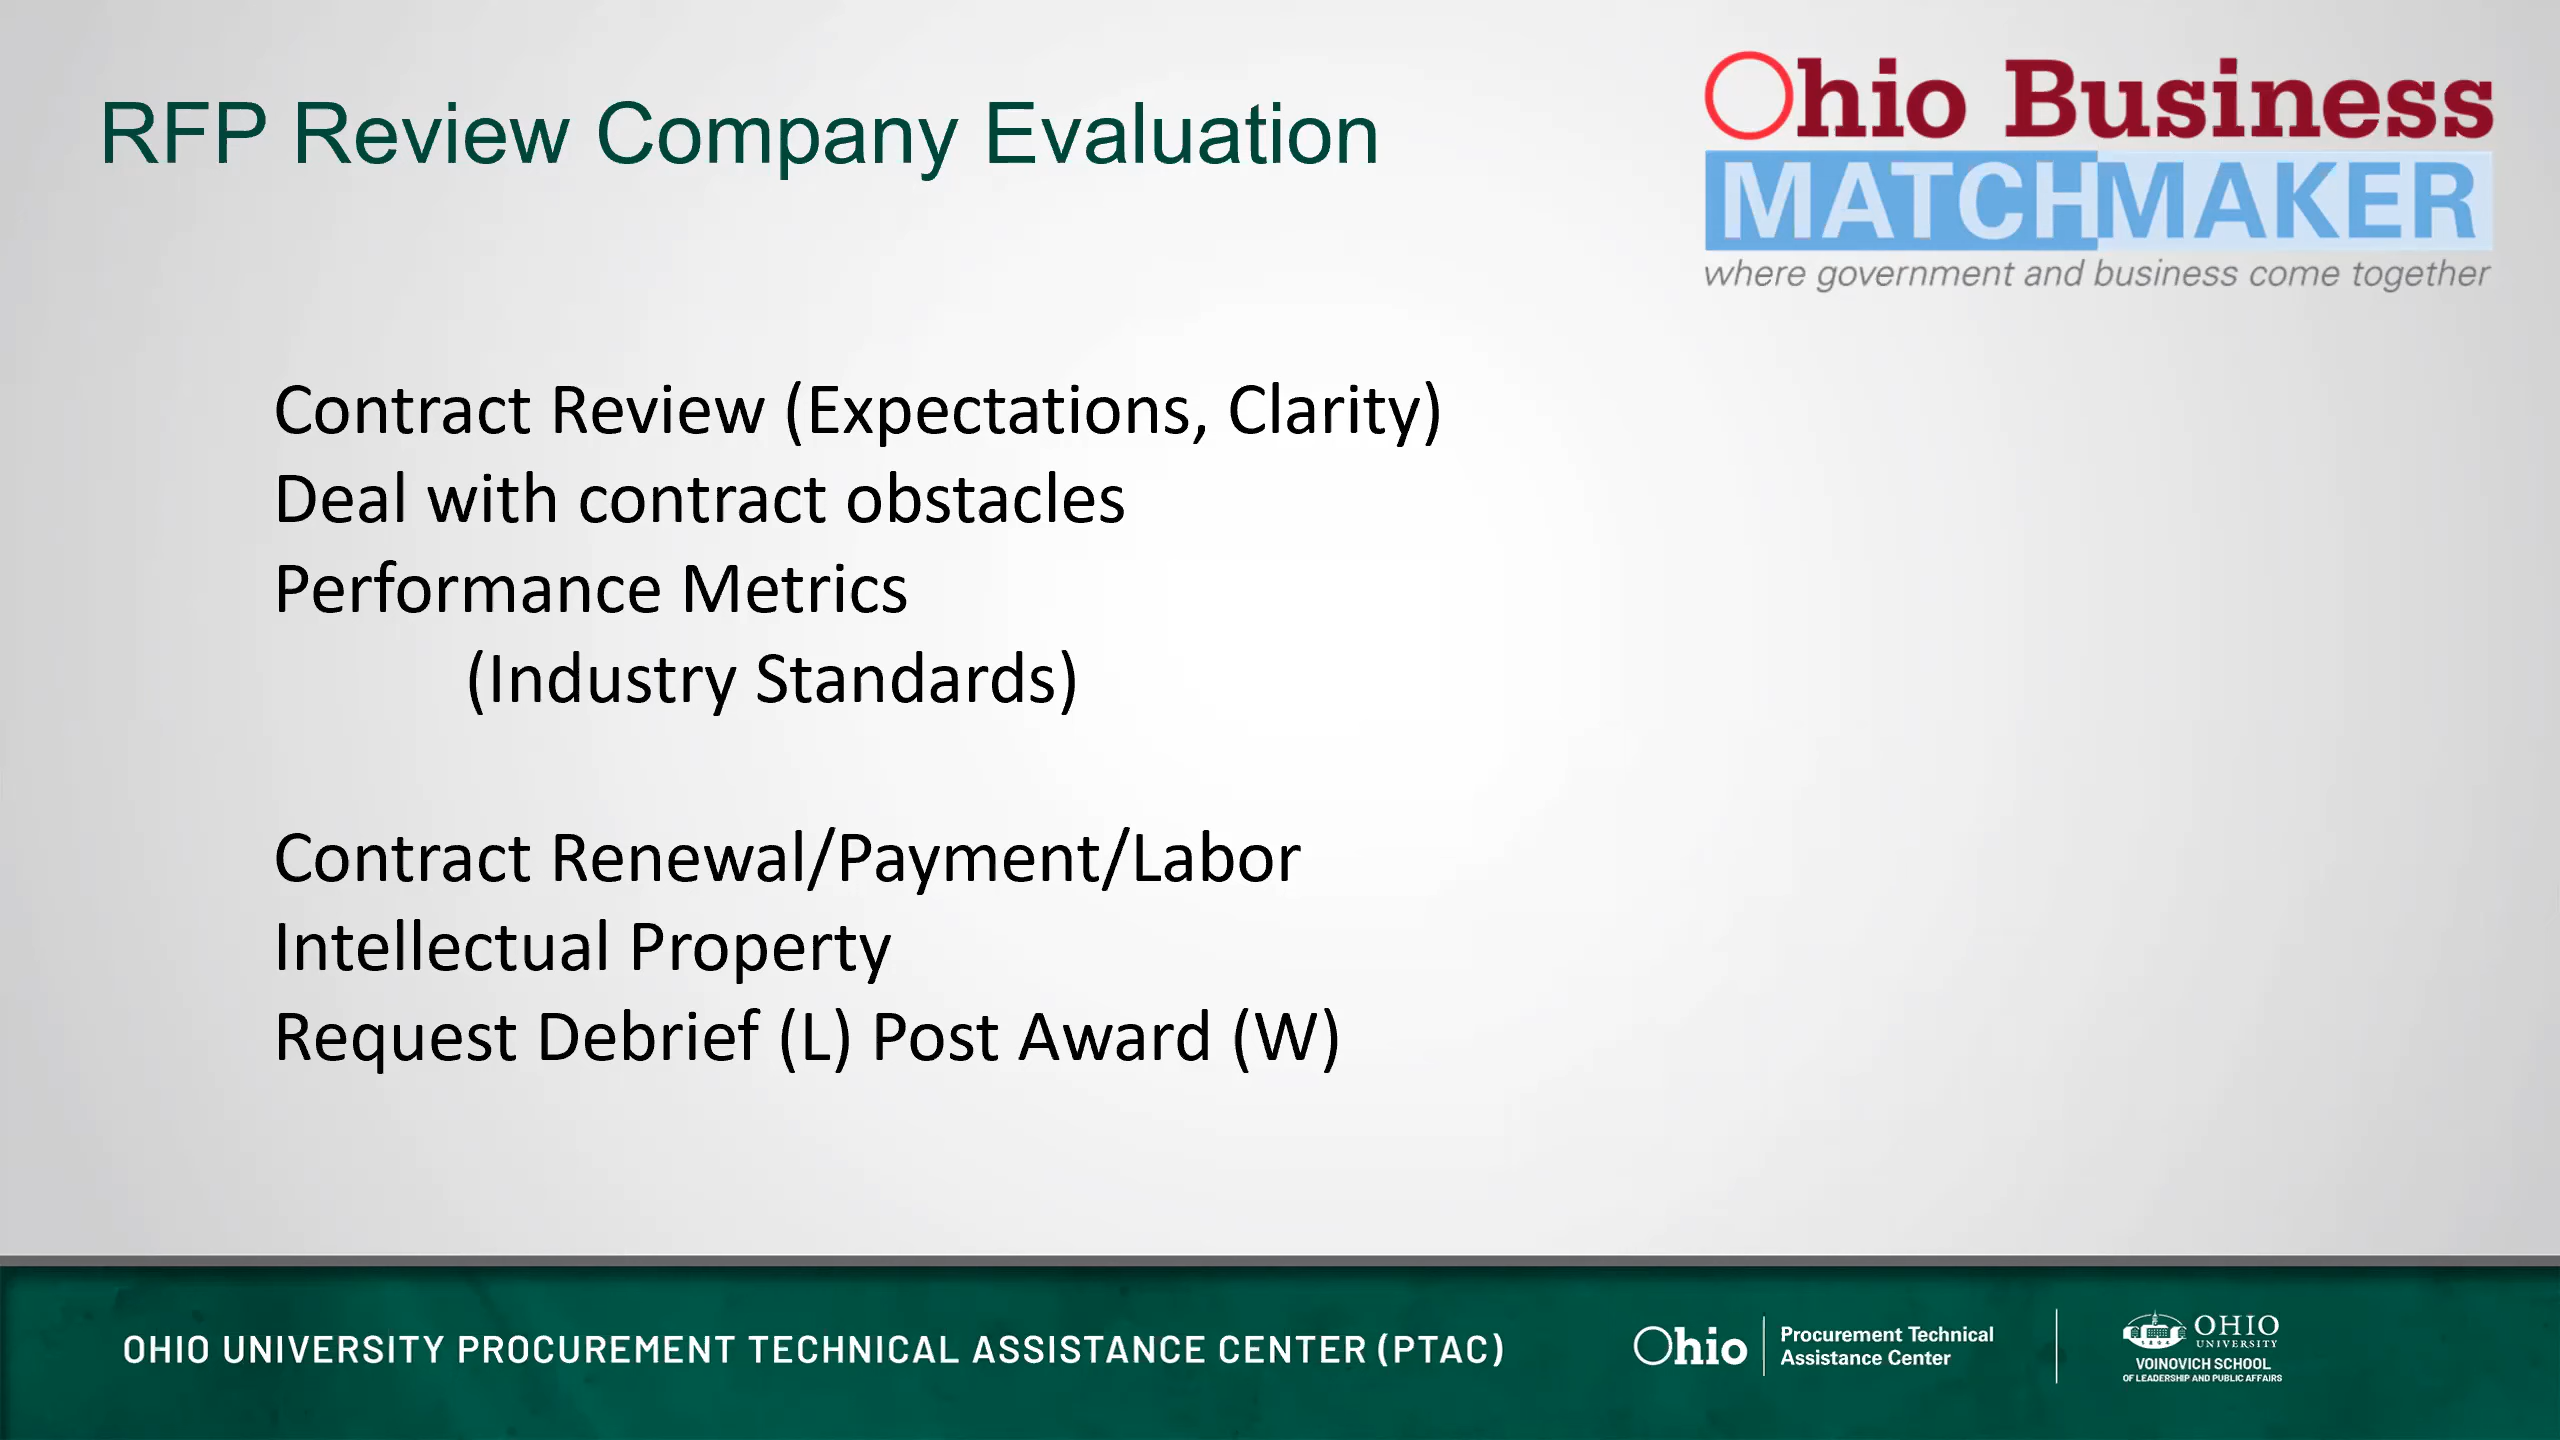 RFP Review Company Evaluation
Ohio Business
MATCHMAKER
where government and business come together
Contract Review (Expectations, Clarity)
Deal with contract obstacles
Performance Metrics
(Industry Standards)
Contract Renewal/Payment/Labor
Intellectual Property
Request Debrief (L) Post Award (W)
OHIO UNIVERSITY PROCUREMENT TECHNICAL ASSISTANCE CENTER (PTAC)
Ohio
Procurement Technical
Assistance Center
OHIO
UNIVERSITY
VOINOVICH SCHOOL
OF LEADERSHIP AND PUBLIC AFFAIRS